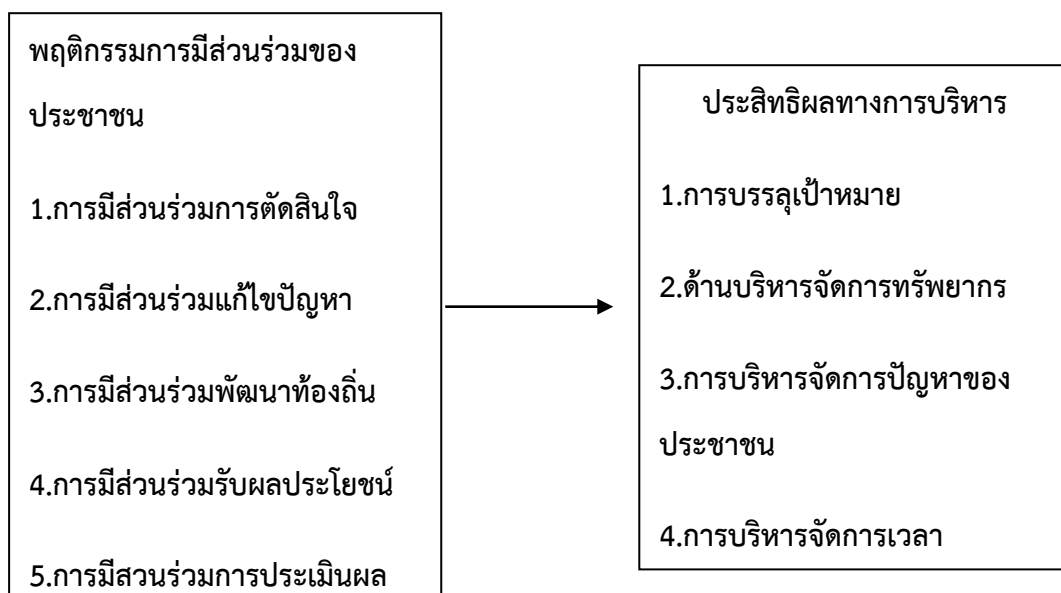 พฤติกรรมการมีส่วนร่วมของ
ประชาชน
1.การมีส่วนร่วมการตัดสินใจ
2.การมีส่วนร่วมแก้ไขปัญหา
3.การมีส่วนร่วมพัฒนาท้องถิ่น
4.การมีส่วนร่วมรับผลประโยชน์
5.การมีสวนร่วมการประเมินผล
ประสิทธิผลทางการบริหาร
1.การบรรลุเป้าหมาย
2.ด้านบริหารจัดการทรัพยากร
3.การบริหารจัดการปัญหาของ
ประชาชน
4.การบริหารจัดการเวลา